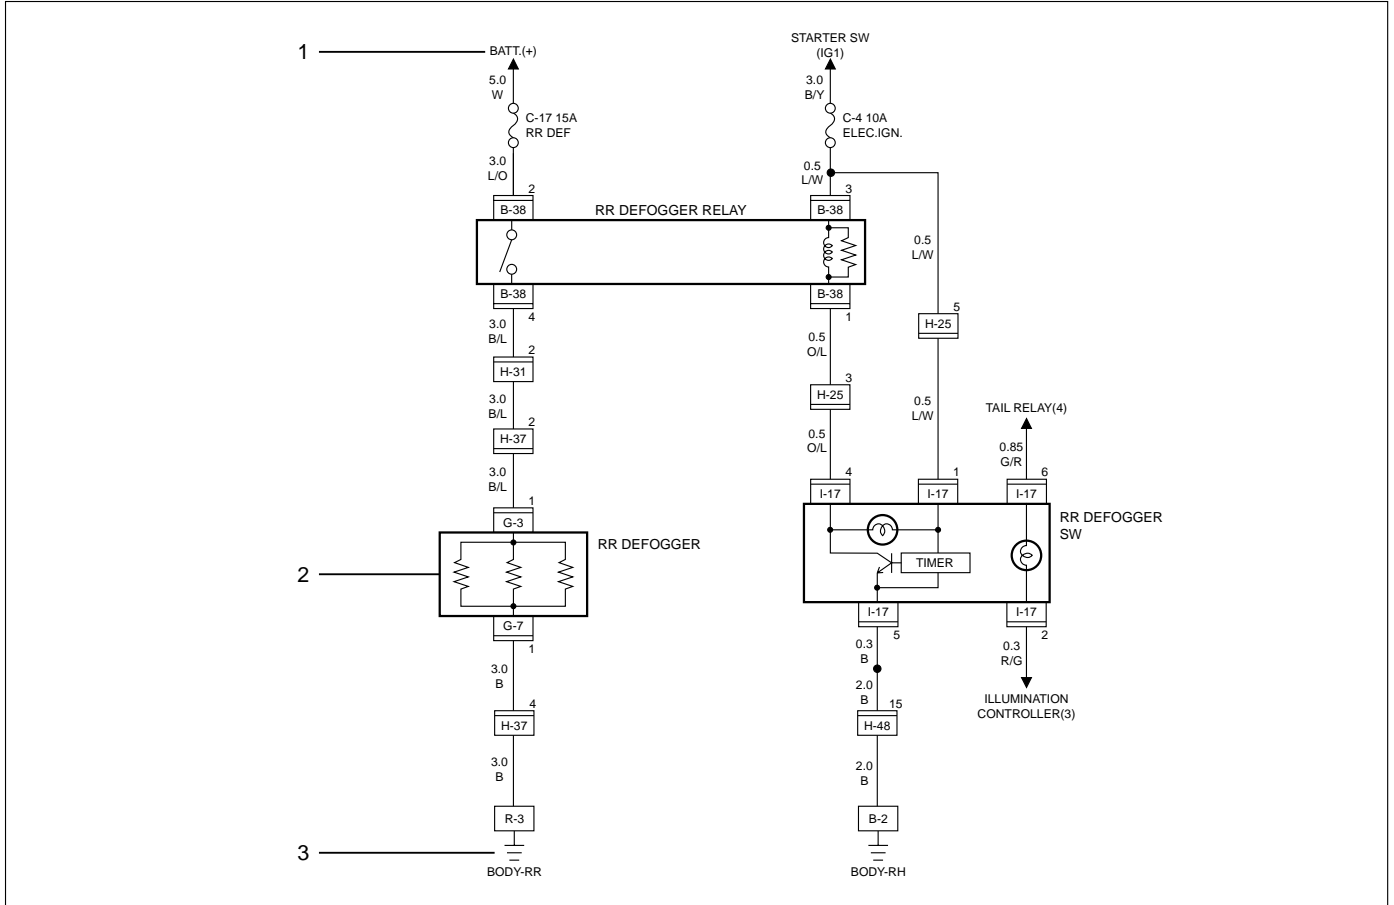 1
BATT.(+)
5.0
W
C-17 15A
RR DEF
3.0
L/O
2
B-38
STARTER SW
(IG1)
3.0
B/Y
C-4 10A
ELEC.IGN.
0.5
L/W
3
B-38
RR DEFOGGER RELAY
B-38
4
3.0
B/L
2
H-31
3.0
B/L
2
H-37
3.0
B/L
1
G-3
B-38
1
0.5
O/L
3
H-25
0.5
O/L
4
I-17
0.5
L/W
5
H-25
0.5
L/W
1
I-17
TAIL RELAY(4)
0.85
G/R
6
I-17
2
RR DEFOGGER
G-7
1
3.0
B
4
H-37
3.0
B
R-3
3
BODY-RR
RR DEFOGGER
SW
TIMER
I-17
5
0.3
B
2.0
B
15
H-48
2.0
B
B-2
BODY-RH
I-17
2
0.3
R/G
ILLUMINATION
CONTROLLER(3)